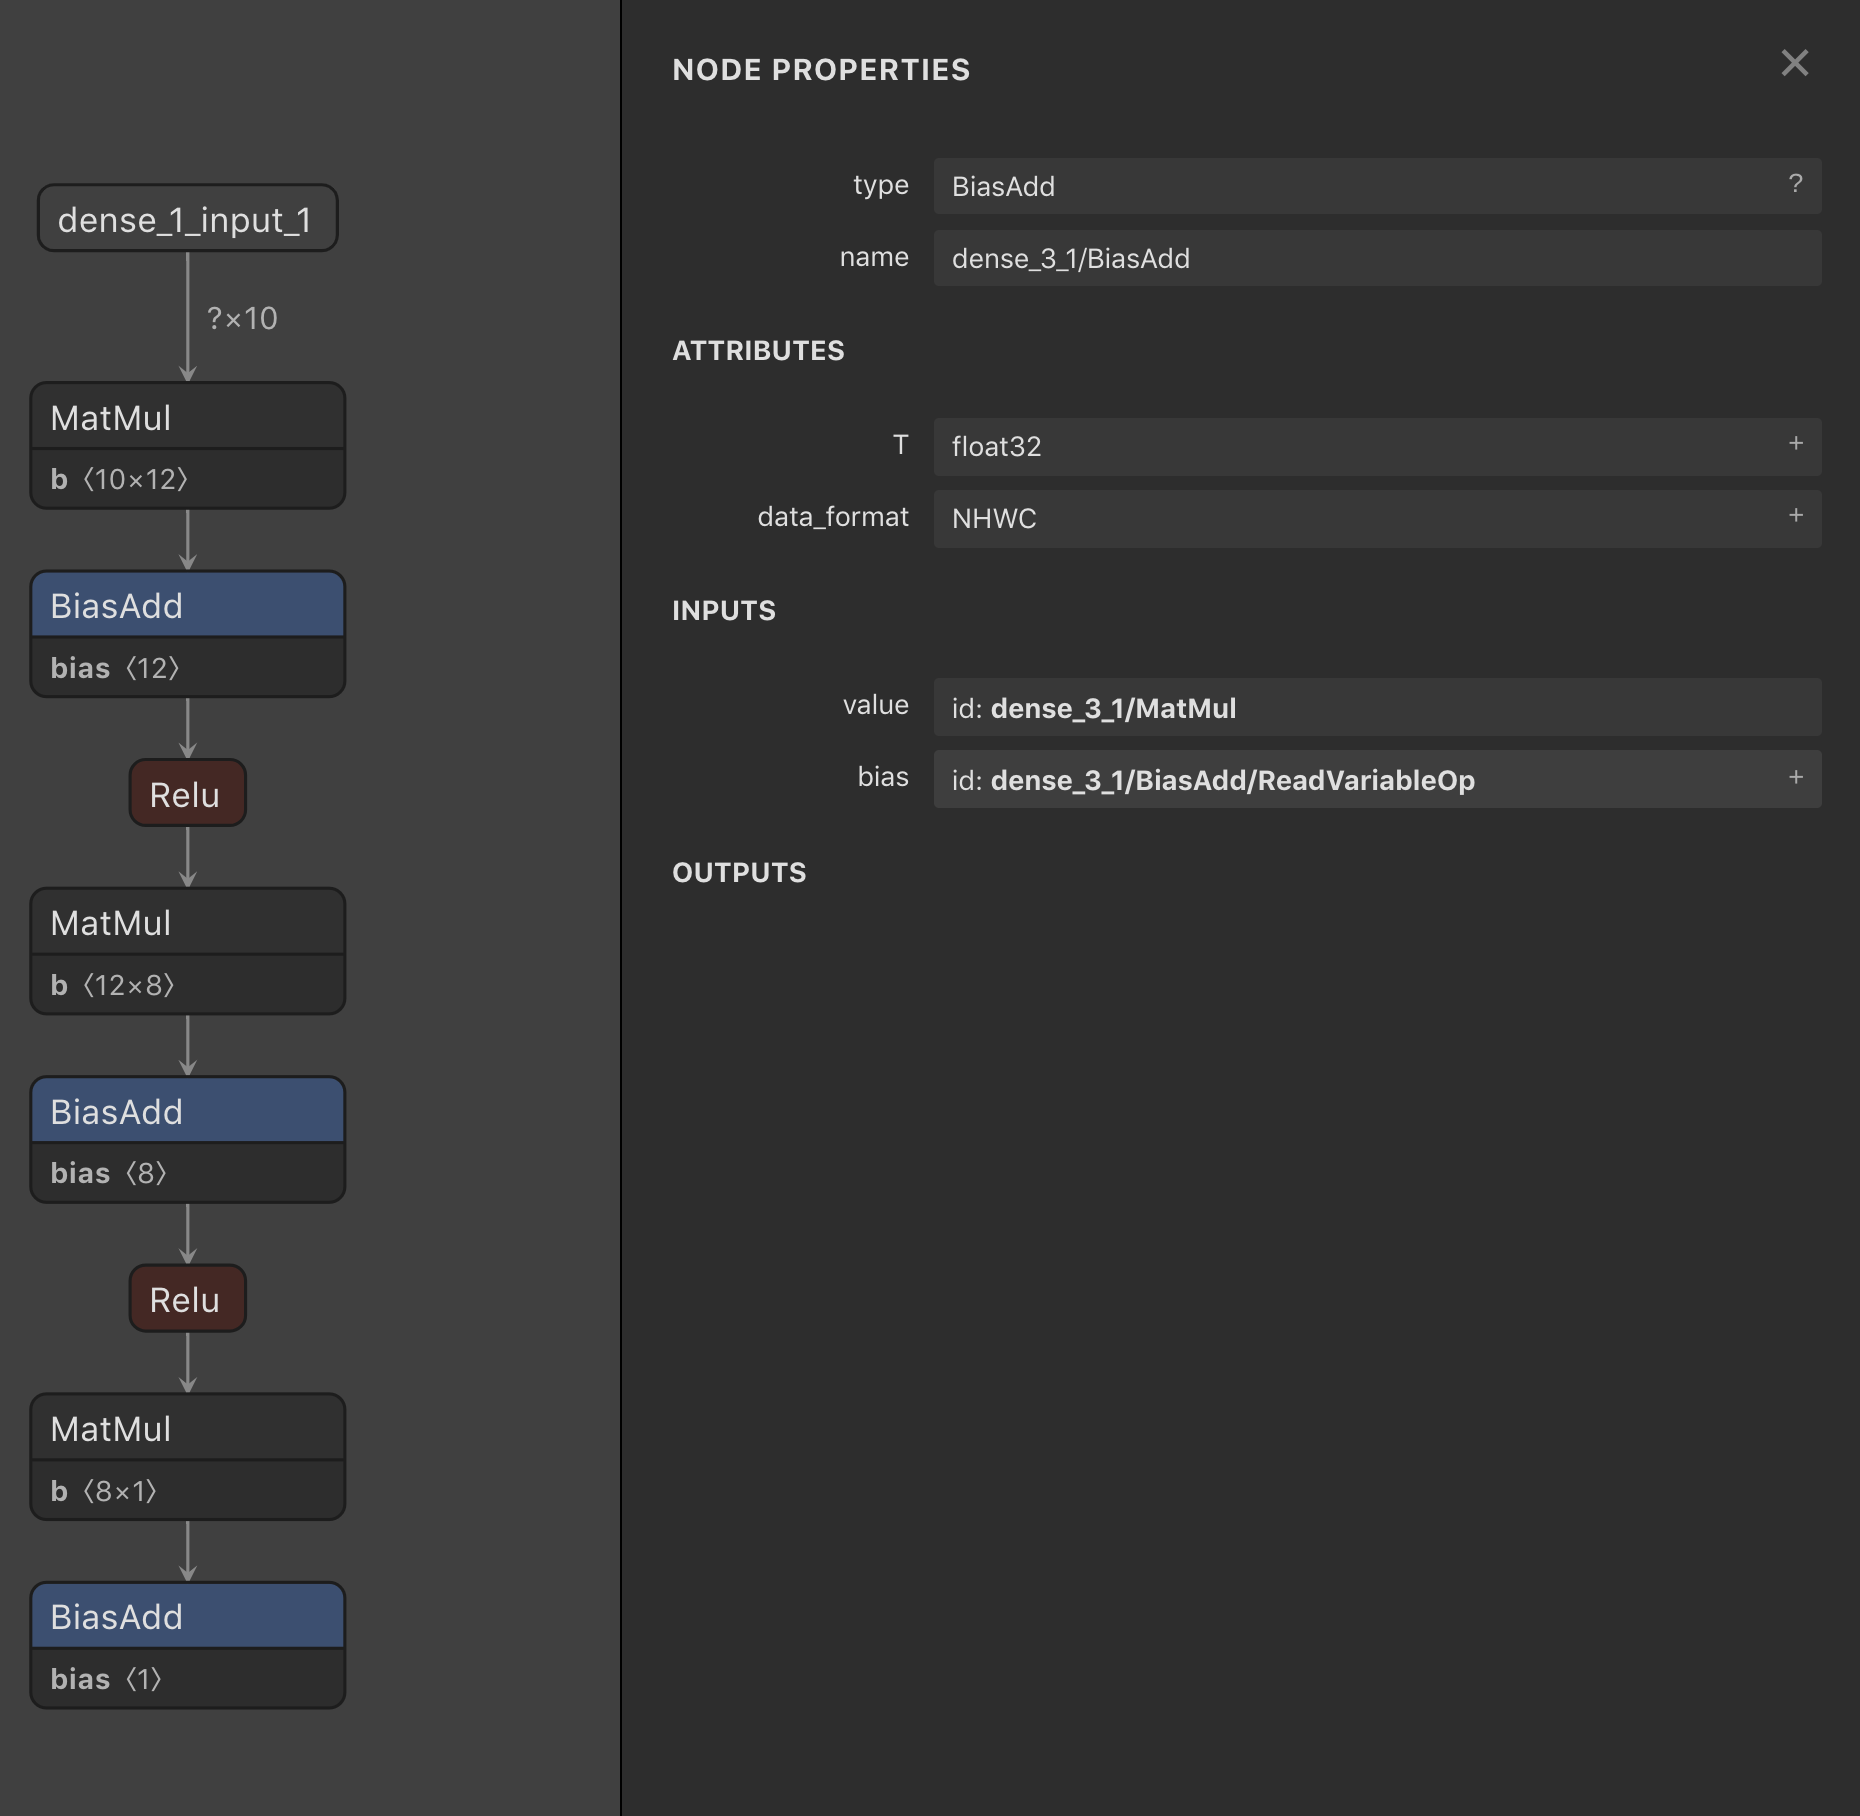 dense_1_input_1
?×10
MatMul
b 〈10×12〉
BiasAdd
bias 〈12〉
Relu
MatMul
b 〈12×8〉
BiasAdd
bias 〈8〉
Relu
MatMul
b 〈8×1〉
BiasAdd
bias 〈1〉
NODE PROPERTIES
type BiasAdd ?
name dense_3_1/BiasAdd
ATTRIBUTES
T float32 +
data_format NHWC +
INPUTS
value id: dense_3_1/MatMul
bias id: dense_3_1/BiasAdd/ReadVariableOp +
OUTPUTS